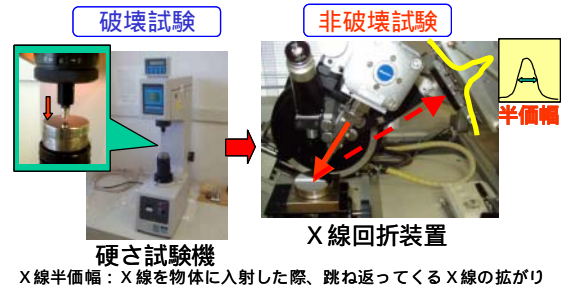 破壊試験
非破壊試験
半価幅
硬さ試験機
X線回折装置
X線半価幅：X線を物体に入射した際、跳ね返ってくるX線の拡がり